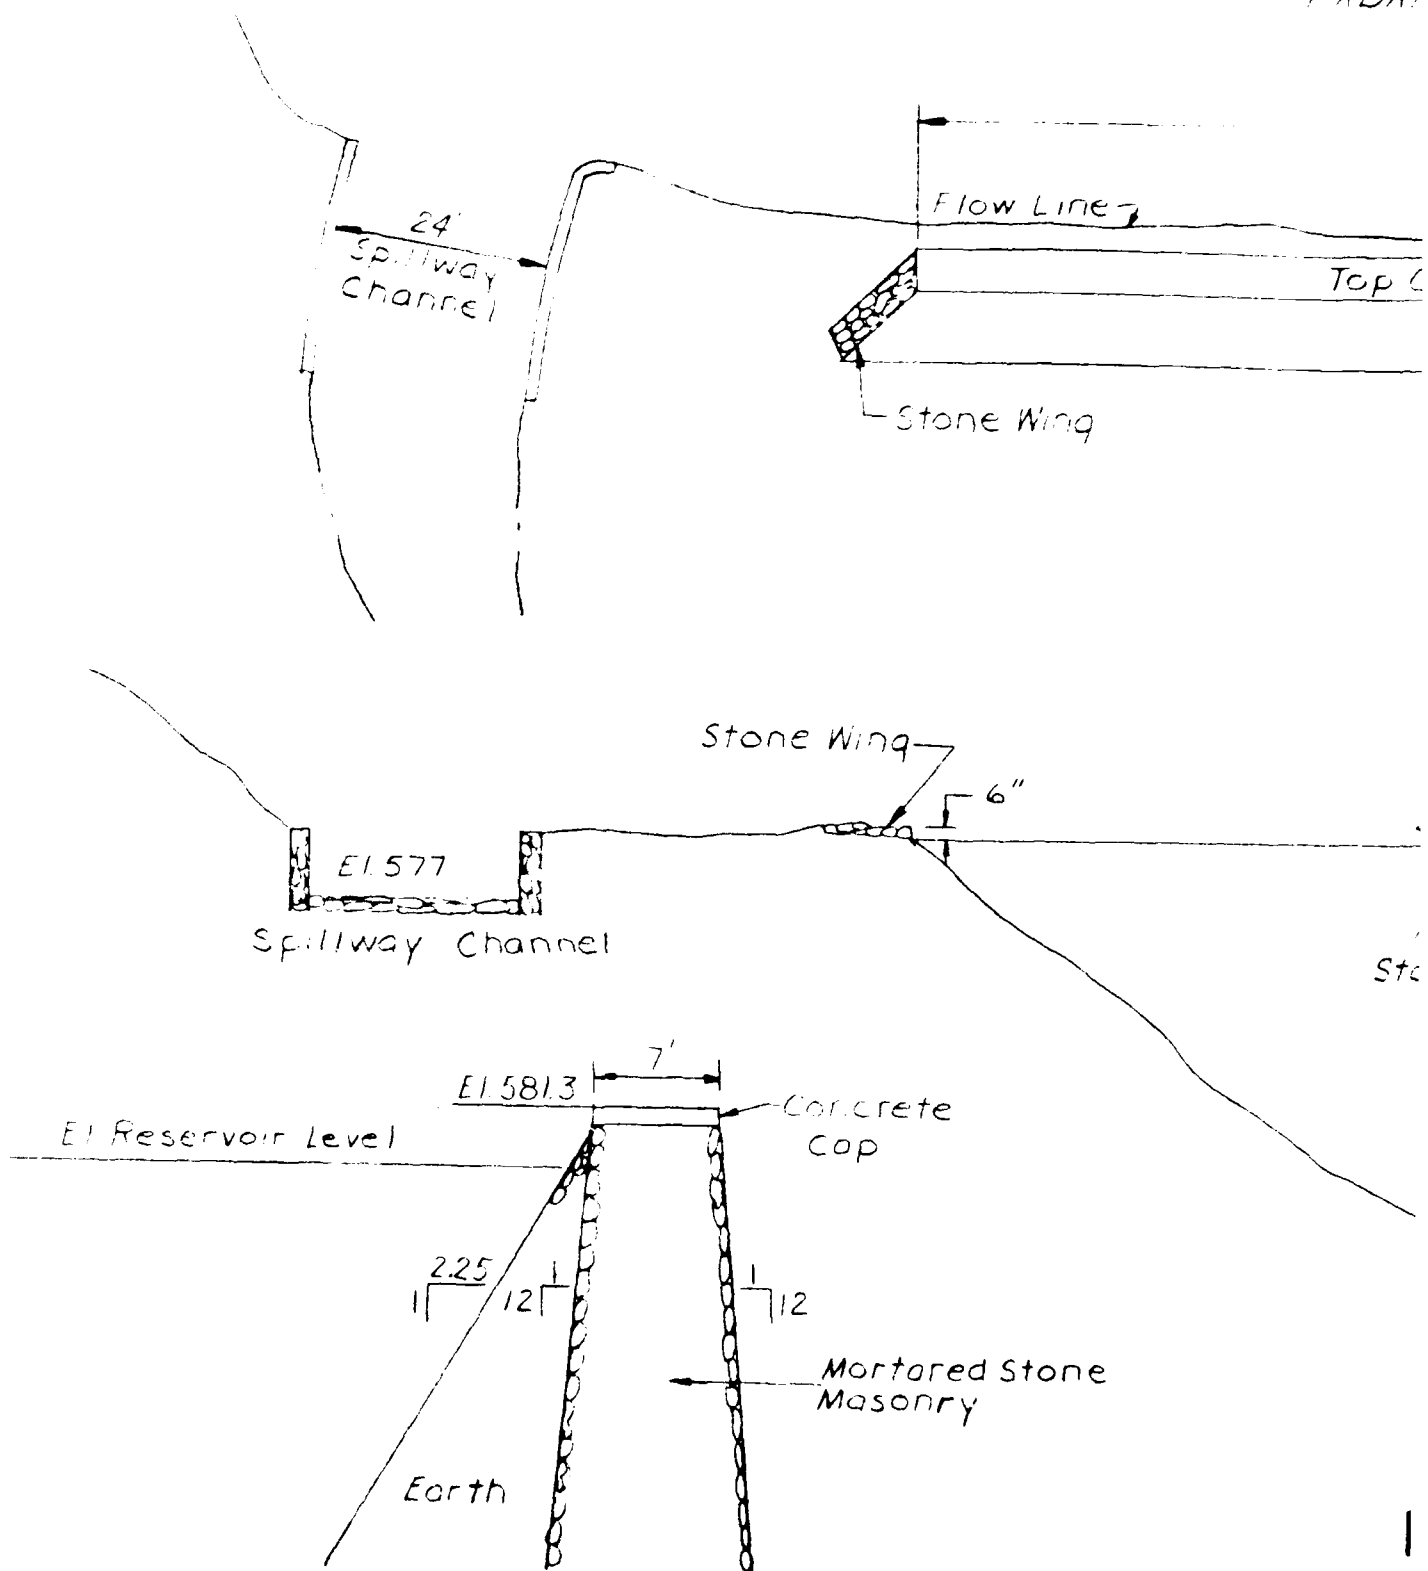 24'
Spillway
Channel
Flow Line
Top
Stone Wing
Stone Wing
6"
El. 577
Spillway Channel
7'
El. 581.3
Concrete
Cap
El Reservoir Level
2.25
1
1
12
1
12
Mortared Stone
Masonry
Earth